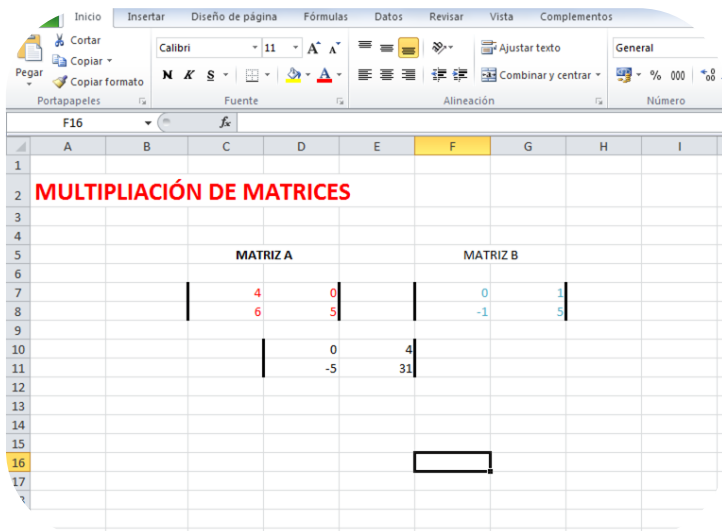 Inicio Insertar Diseño de página Fórmulas Datos Revisar Vista Complementos
Cortar
Copiar
Copiar formato
Pegar
Calibri 11
N K S A
Ajustar texto
Combinar y centrar
General
% 000
Portapapeles Fuente Alineación Número
F16 fx
A B C D E F G H I
1
2 MULTIPLIACIÓN DE MATRICES
3
4
5 MATRIZ A MATRIZ B
6
7 4 0 0 1
8 6 5 -1 5
9
10 0 4
11 -5 31
12
13
14
15
16
17